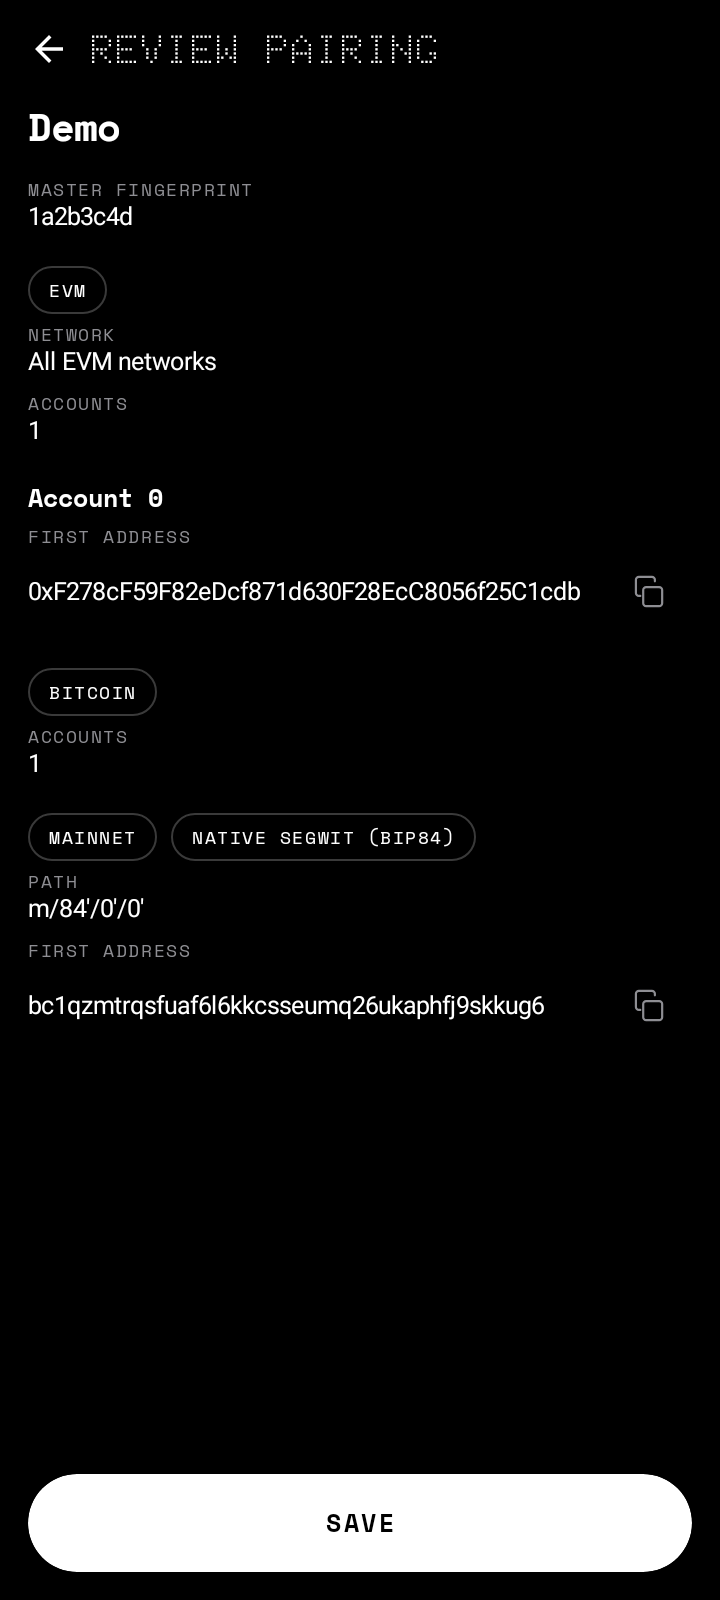 REVIEW PAIRING
Demo
MASTER FINGERPRINT
1a2b3c4d
EVM
NETWORK
All EVM networks
ACCOUNTS
1
Account 0
FIRST ADDRESS
0xF278cF59F82eDcf871d630F28EcC8056f25C1cdb
BITCOIN
ACCOUNTS
1
MAINNET NATIVE SEGWIT (BIP84)
PATH
m/84'/0'/0'
FIRST ADDRESS
bc1qzmtrqsfuaf6l6kkcsseumq26ukaphfj9skkug6
SAVE